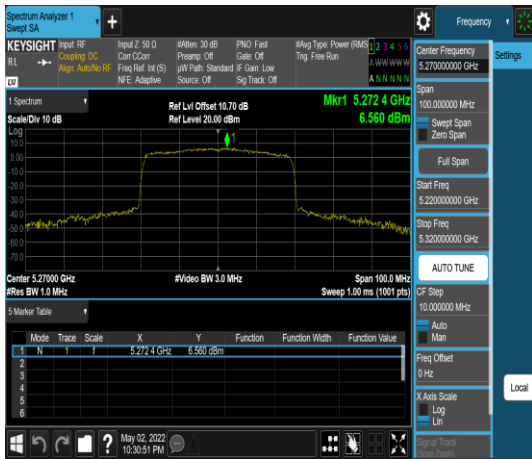 Spectrum Analyzer 1
Swept SA
+
Frequency
KEYSIGHT
RL
LXI
Input: RF
Coupling: DC
Align: Auto/No RF
Input Z: 50 Ω
Corr CCorr
Freq Ref: Int (S)
NFE: Adaptive
#Atten: 30 dB
Preamp: Off
µW Path: Standard
Source: Off
PNO: Fast
Gate: Off
IF Gain: Low
Sig Track: Off
#Avg Type: Power (RMS
Trig: Free Run
1 2 3 4 5 6
A W W W W W
A N N N N N
1 Spectrum
Scale/Div 10 dB
Ref Lvl Offset 10.70 dB
Ref Level 20.00 dBm
Mkr1 5.272 4 GHz
6.560 dBm
Log
10.0
0.00
-10.0
-20.0
-30.0
-40.0
-50.0
-60.0
-70.0
1
Center 5.27000 GHz
#Res BW 1.0 MHz
#Video BW 3.0 MHz
Span 100.0 MHz
Sweep 1.00 ms (1001 pts)
5 Marker Table
Mode Trace Scale X Y Function Function Width Function Value
1 N 1 f 5.272 4 GHz 6.560 dBm
2
3
4
5
6
May 02, 2022
10:30:51 PM
Center Frequency
5.270000000 GHz
Span
100.000000 MHz
Swept Span
Zero Span
Full Span
Start Freq
5.220000000 GHz
Stop Freq
5.320000000 GHz
AUTO TUNE
CF Step
10.000000 MHz
Auto
Man
Freq Offset
0 Hz
X Axis Scale
Log
Lin
Signal Track
(Span Zoom)
Settings
Local